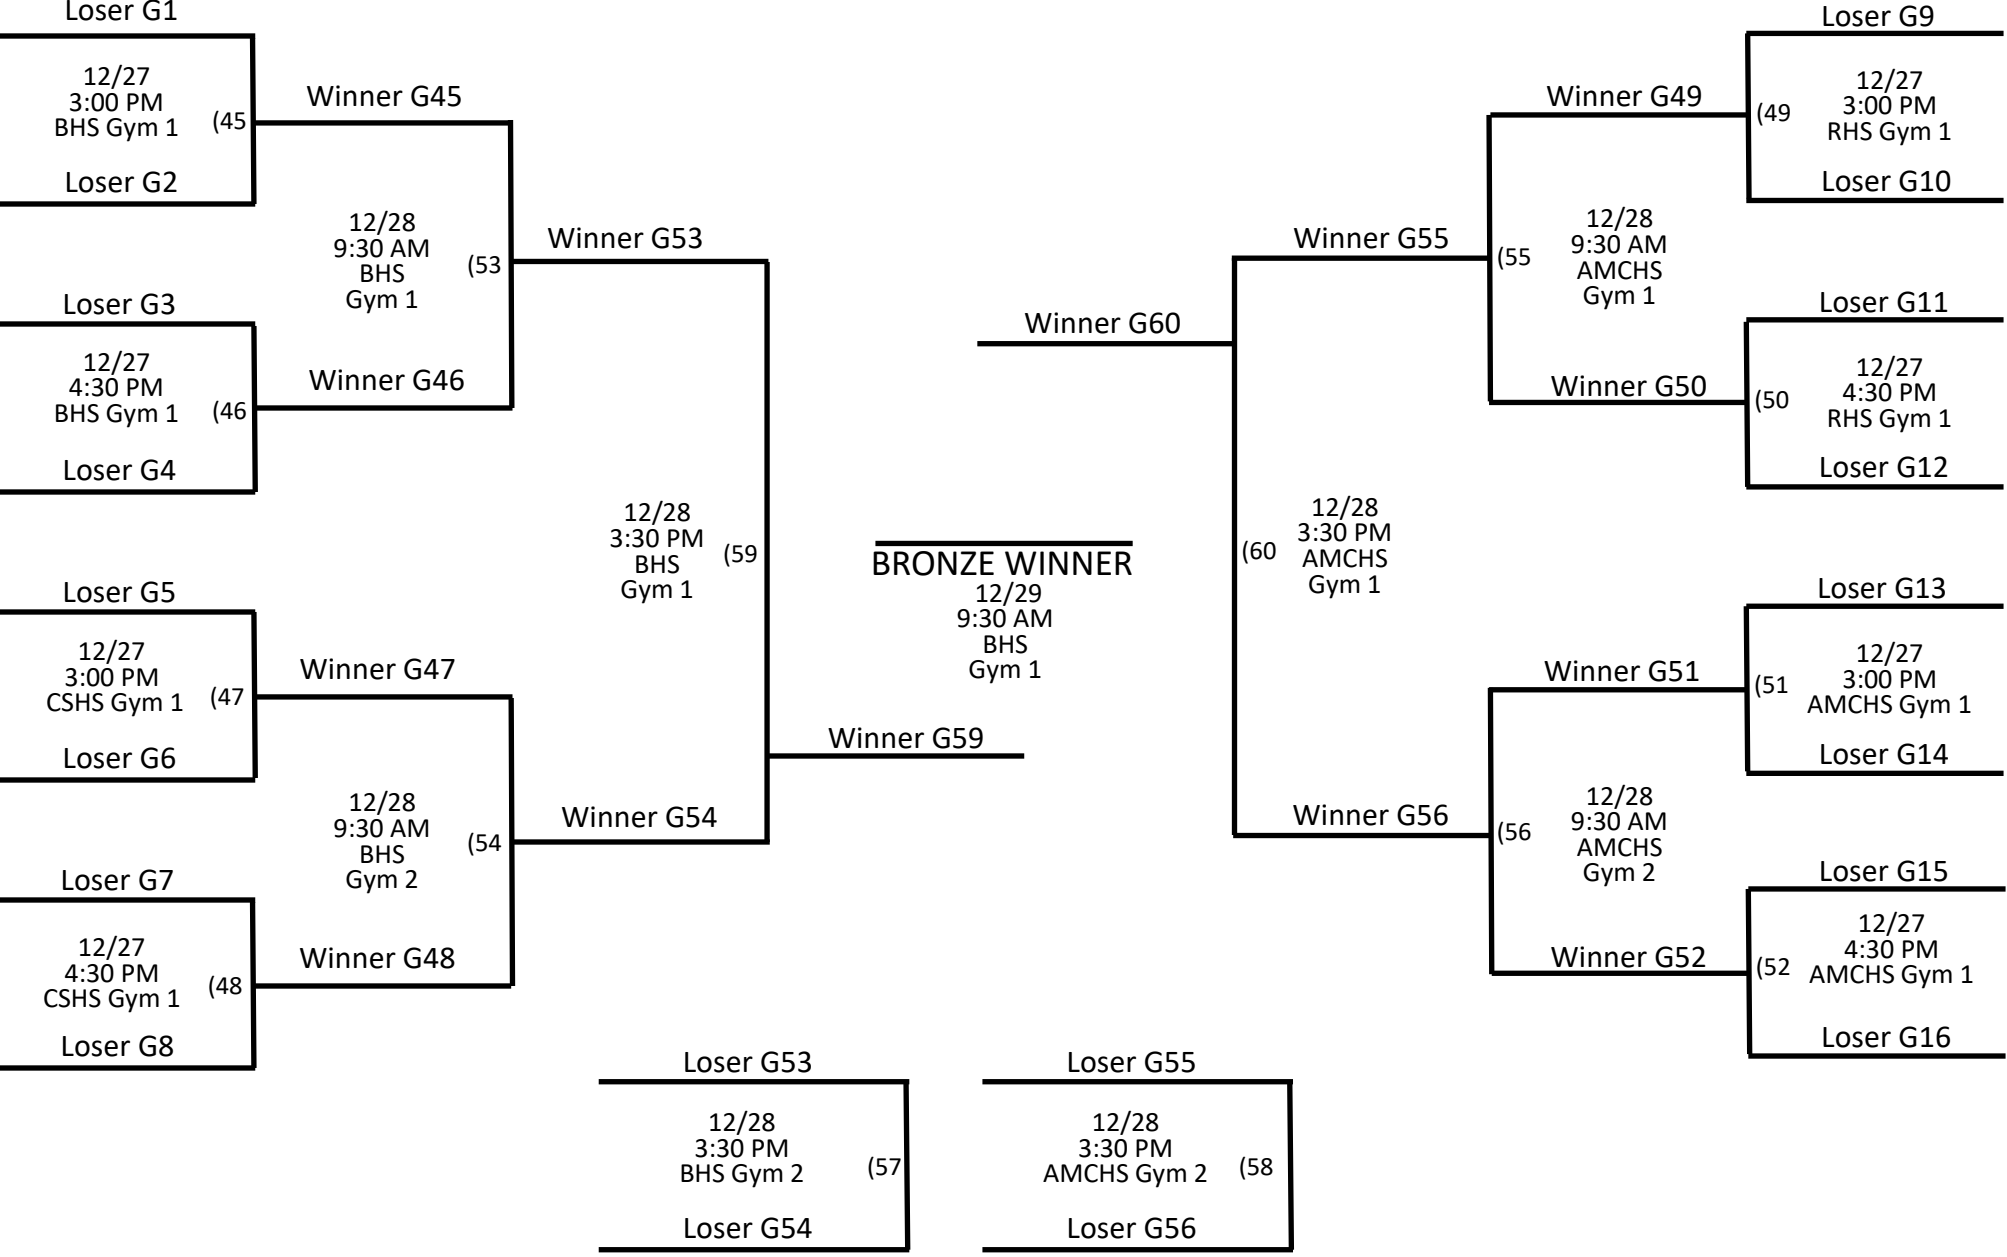 Loser G1
12/27
3:00 PM
BHS Gym 1
(45
Loser G2
Winner G45
12/28
9:30 AM
BHS
Gym 1
(53
Loser G3
12/27
4:30 PM
BHS Gym 1
(46
Loser G4
Winner G46
Winner G53
12/28
3:30 PM
BHS
Gym 1
(59
Loser G5
12/27
3:00 PM
CSHS Gym 1
(47
Loser G6
Winner G47
12/28
9:30 AM
BHS
Gym 2
(54
Loser G7
12/27
4:30 PM
CSHS Gym 1
(48
Loser G8
Winner G48
Winner G54
Winner G59
BRONZE WINNER
12/29
9:30 AM
BHS
Gym 1
Winner G60
Winner G55
(60
12/28
3:30 PM
AMCHS
Gym 1
Winner G56
Winner G49
(55
12/28
9:30 AM
AMCHS
Gym 1
Winner G50
Loser G9
(49
12/27
3:00 PM
RHS Gym 1
Loser G10
Loser G11
(50
12/27
4:30 PM
RHS Gym 1
Loser G12
Winner G51
(56
12/28
9:30 AM
AMCHS
Gym 2
Winner G52
Loser G13
(51
12/27
3:00 PM
AMCHS Gym 1
Loser G14
Loser G15
(52
12/27
4:30 PM
AMCHS Gym 1
Loser G16
Loser G53
12/28
3:30 PM
BHS Gym 2
(57
Loser G54
Loser G55
12/28
3:30 PM
AMCHS Gym 2
(58
Loser G56